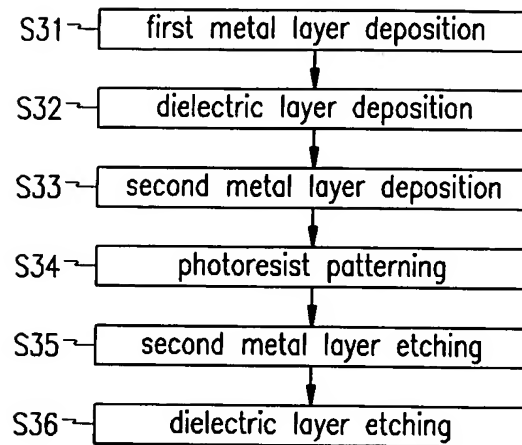 S31 first metal layer deposition
S32 dielectric layer deposition
S33 second metal layer deposition
S34 photoresist patterning
S35 second metal layer etching
S36 dielectric layer etching